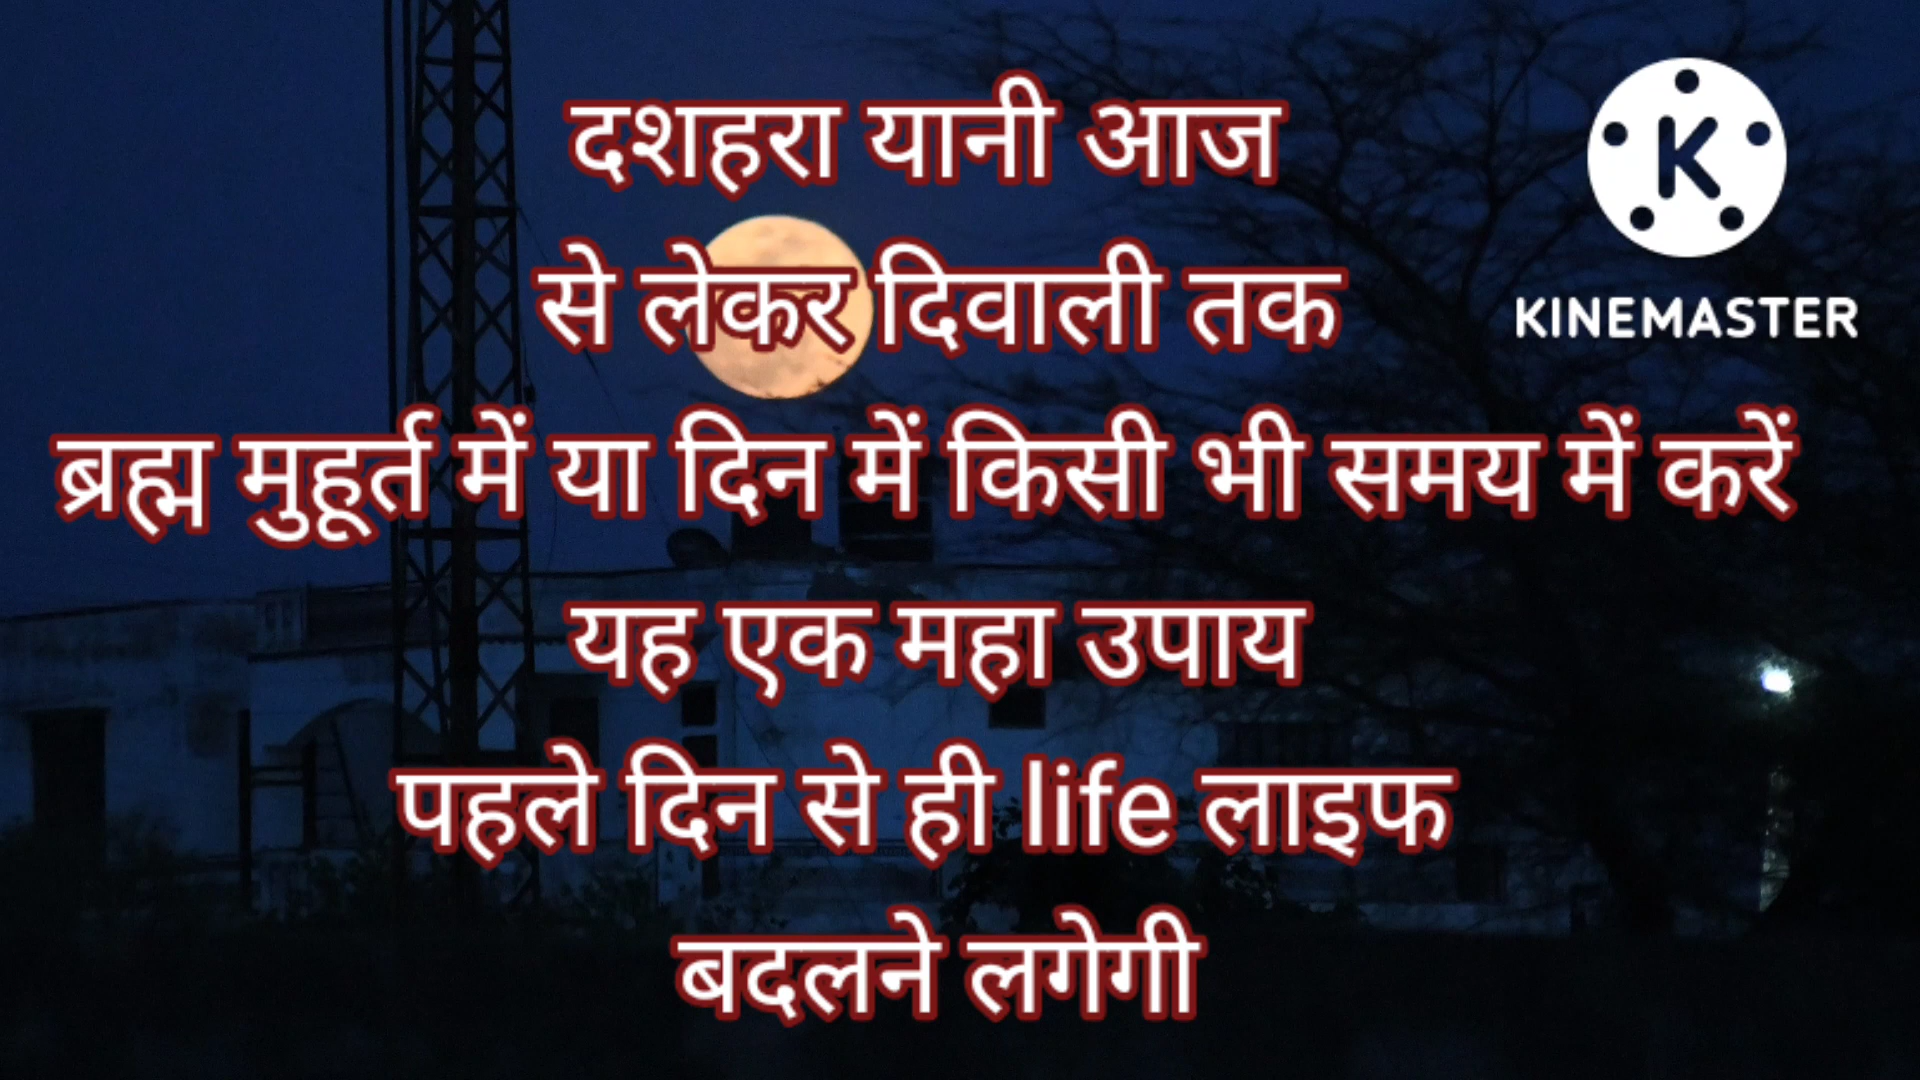 दशहरा यानी आज
से लेकर दिवाली तक
ब्रह्म मुहूर्त में या दिन में किसी भी समय में करें
यह एक महा उपाय
पहले दिन से ही life लाइफ
बदलने लगेगी
K
KINEMASTER